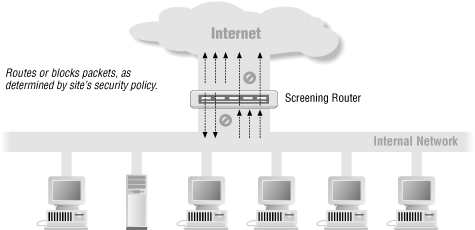 Internet
Routes or blocks packets, as
determined by site's security policy.
Screening Router
Internal Network